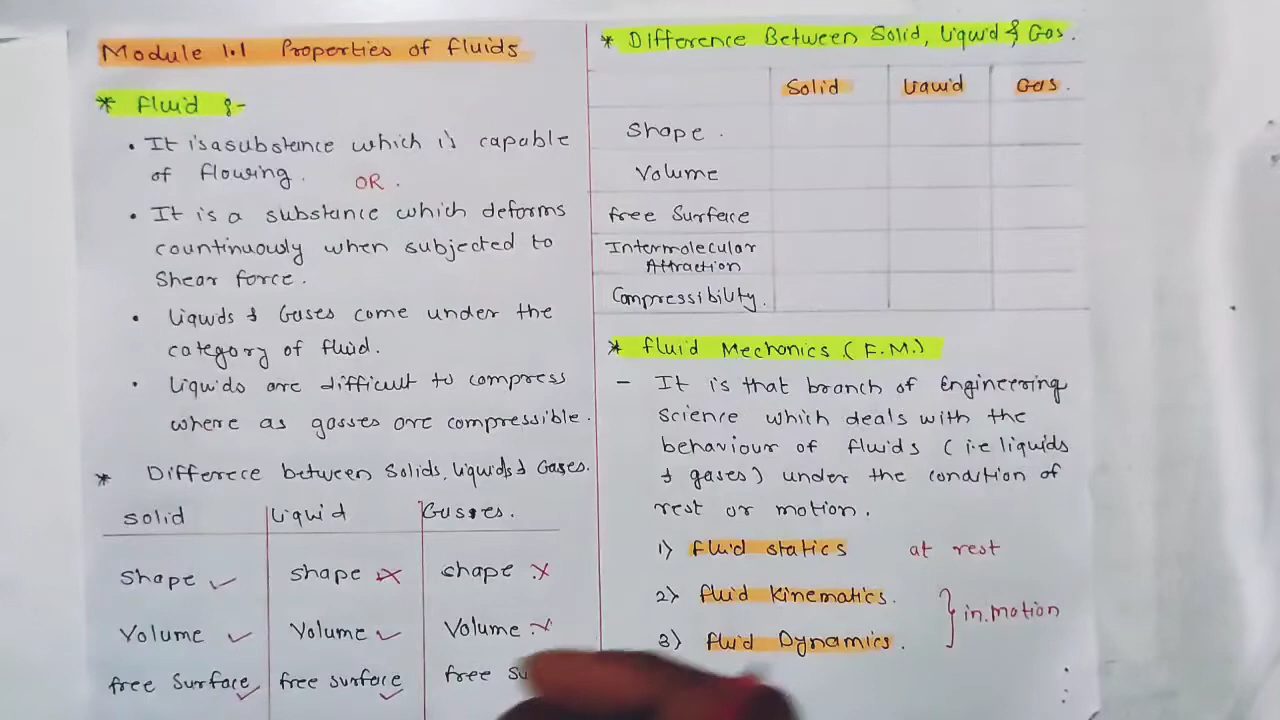 Module 1.1 Properties of fluids
* fluid :-
• It is a substance which is capable
of flowing. OR.
• It is a substance which deforms
countinuously when subjected to
Shear force.
• Liquids & Gases come under the
category of fluid.
• Liquids are difficult to compress
where as gasses are compressible.
* Differece between Solids, liquids & Gases.
Solid liquid Gasses.
Shape ✓ shape × shape ×
Volume ✓ Volume ✓ Volume ×
free Surface ✓ free surface ✓ free
* Difference Between Solid, Liquid & Gas.
Solid Liquid Gas.
Shape.
Volume
free Surface
Intermolecular
Attraction
Compressibility.
* fluid Mechanics. (F.M.)
- It is that branch of Engineering
science which deals with the
behaviour of fluids (i.e liquids
& gases) under the condition of
rest or motion.
1) fluid statics at rest
2) fluid Kinematics.
} in.motion
3) fluid Dynamics.